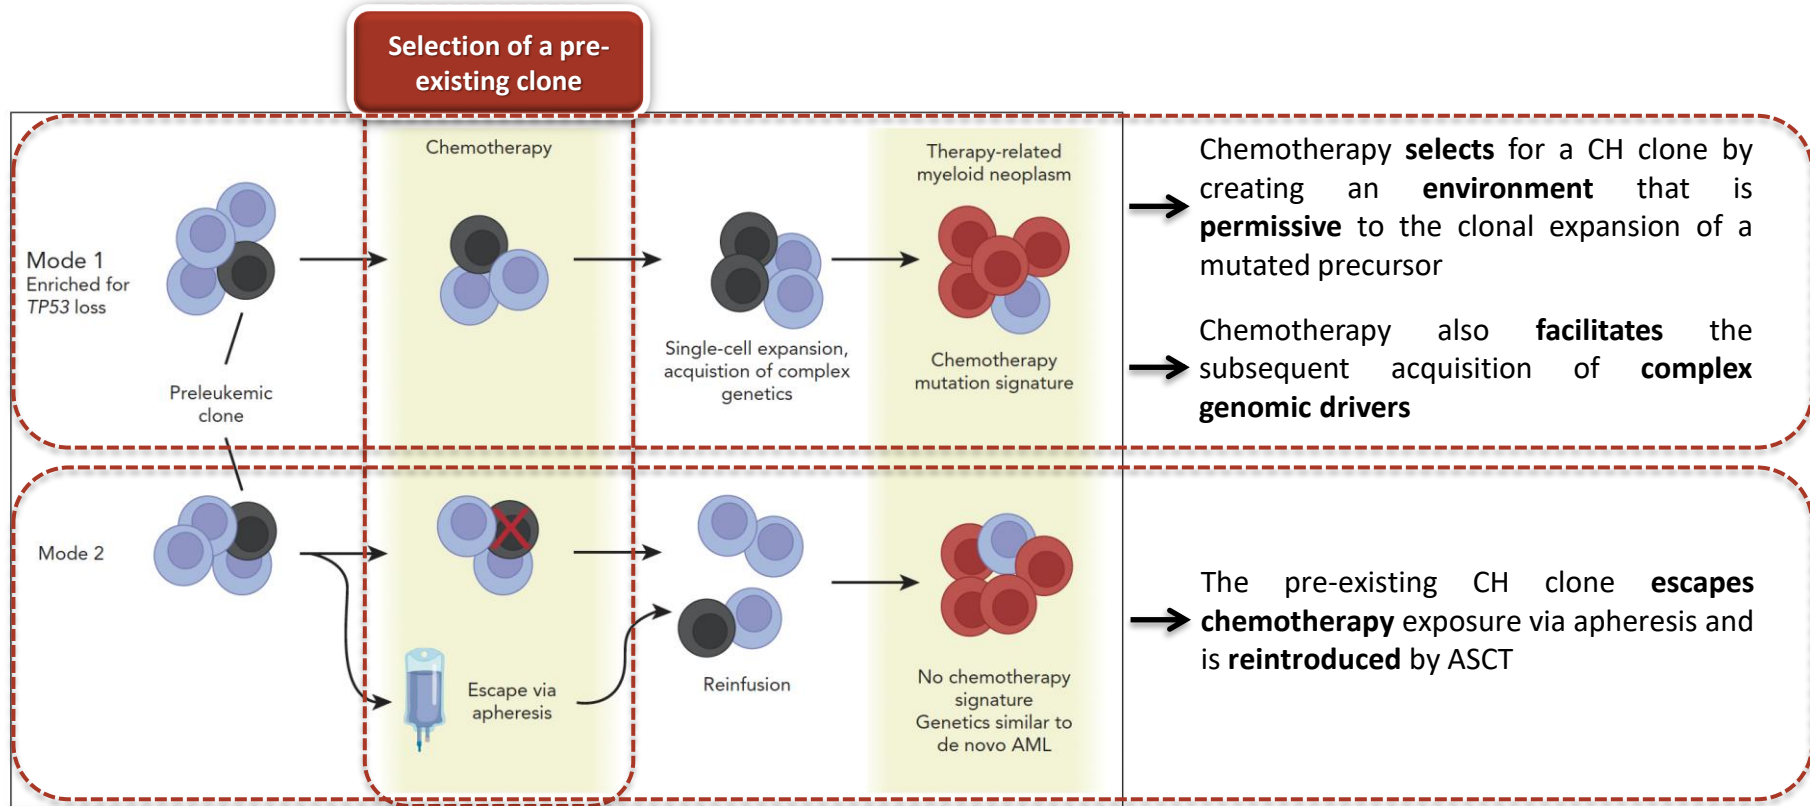 Selection of a pre-
existing clone
Chemotherapy
Therapy-related
myeloid neoplasm
Mode 1
Enriched for
TP53 loss
Preleukemic
clone
Single-cell expansion,
acquistion of complex
genetics
Chemotherapy
mutation signature
Chemotherapy selects for a CH clone by
creating an environment that is
permissive to the clonal expansion of a
mutated precursor
Chemotherapy also facilitates the
subsequent acquisition of complex
genomic drivers
Mode 2
Escape via
apheresis
Reinfusion
No chemotherapy
signature
Genetics similar to
de novo AML
The pre-existing CH clone escapes
chemotherapy exposure via apheresis and
is reintroduced by ASCT